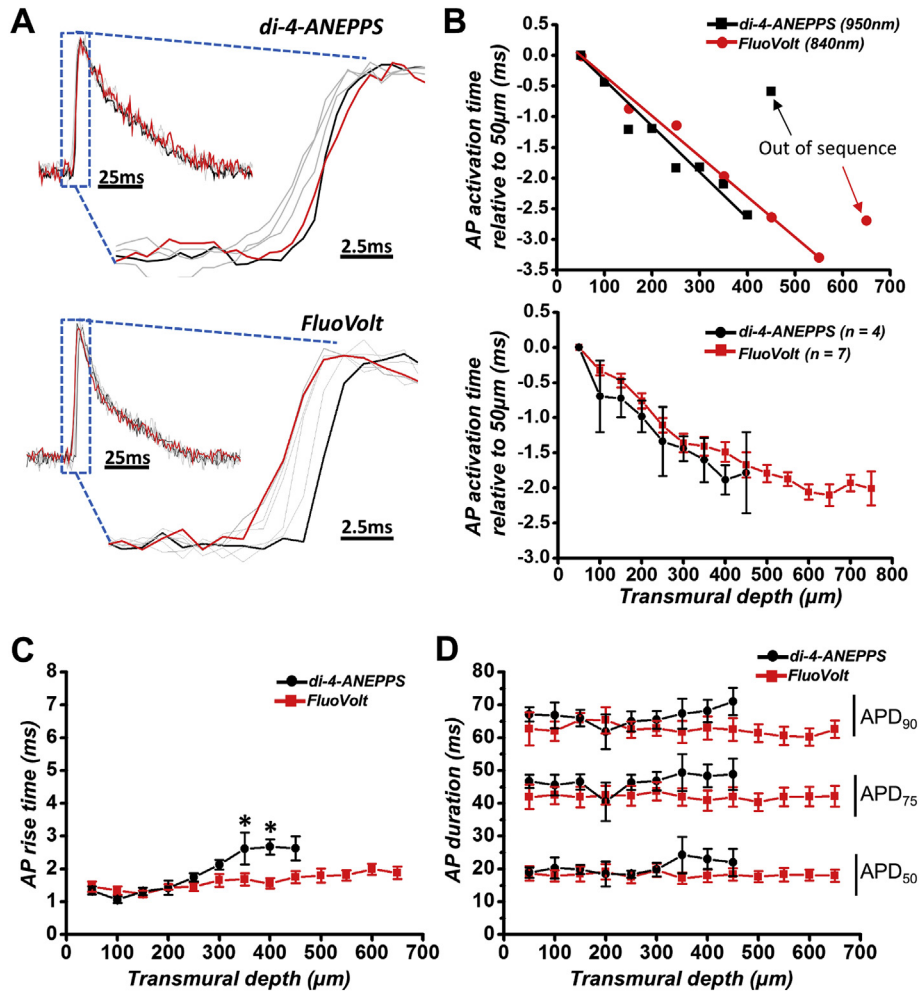 A
di-4-ANEPPS
25ms
2.5ms
FluoVolt
25ms
2.5ms
B
di-4-ANEPPS (950nm)
FluoVolt (840nm)
Out of sequence
AP activation time
relative to 50µm (ms)
0.0
-0.5
-1.0
-1.5
-2.0
-2.5
-3.0
-3.5
0 100 200 300 400 500 600 700
di-4-ANEPPS (n = 4)
FluoVolt (n = 7)
AP activation time
relative to 50µm (ms)
0.0
-0.5
-1.0
-1.5
-2.0
-2.5
-3.0
0 100 200 300 400 500 600 700 800
Transmural depth (µm)
C
di-4-ANEPPS
FluoVolt
AP rise time (ms)
8
7
6
5
4
3
2
1
0
* *
0 100 200 300 400 500 600 700
Transmural depth (µm)
D
di-4-ANEPPS
FluoVolt
AP duration (ms)
80
70
60
50
40
30
20
10
0
APD90
APD75
APD50
0 100 200 300 400 500 600 700
Transmural depth (µm)